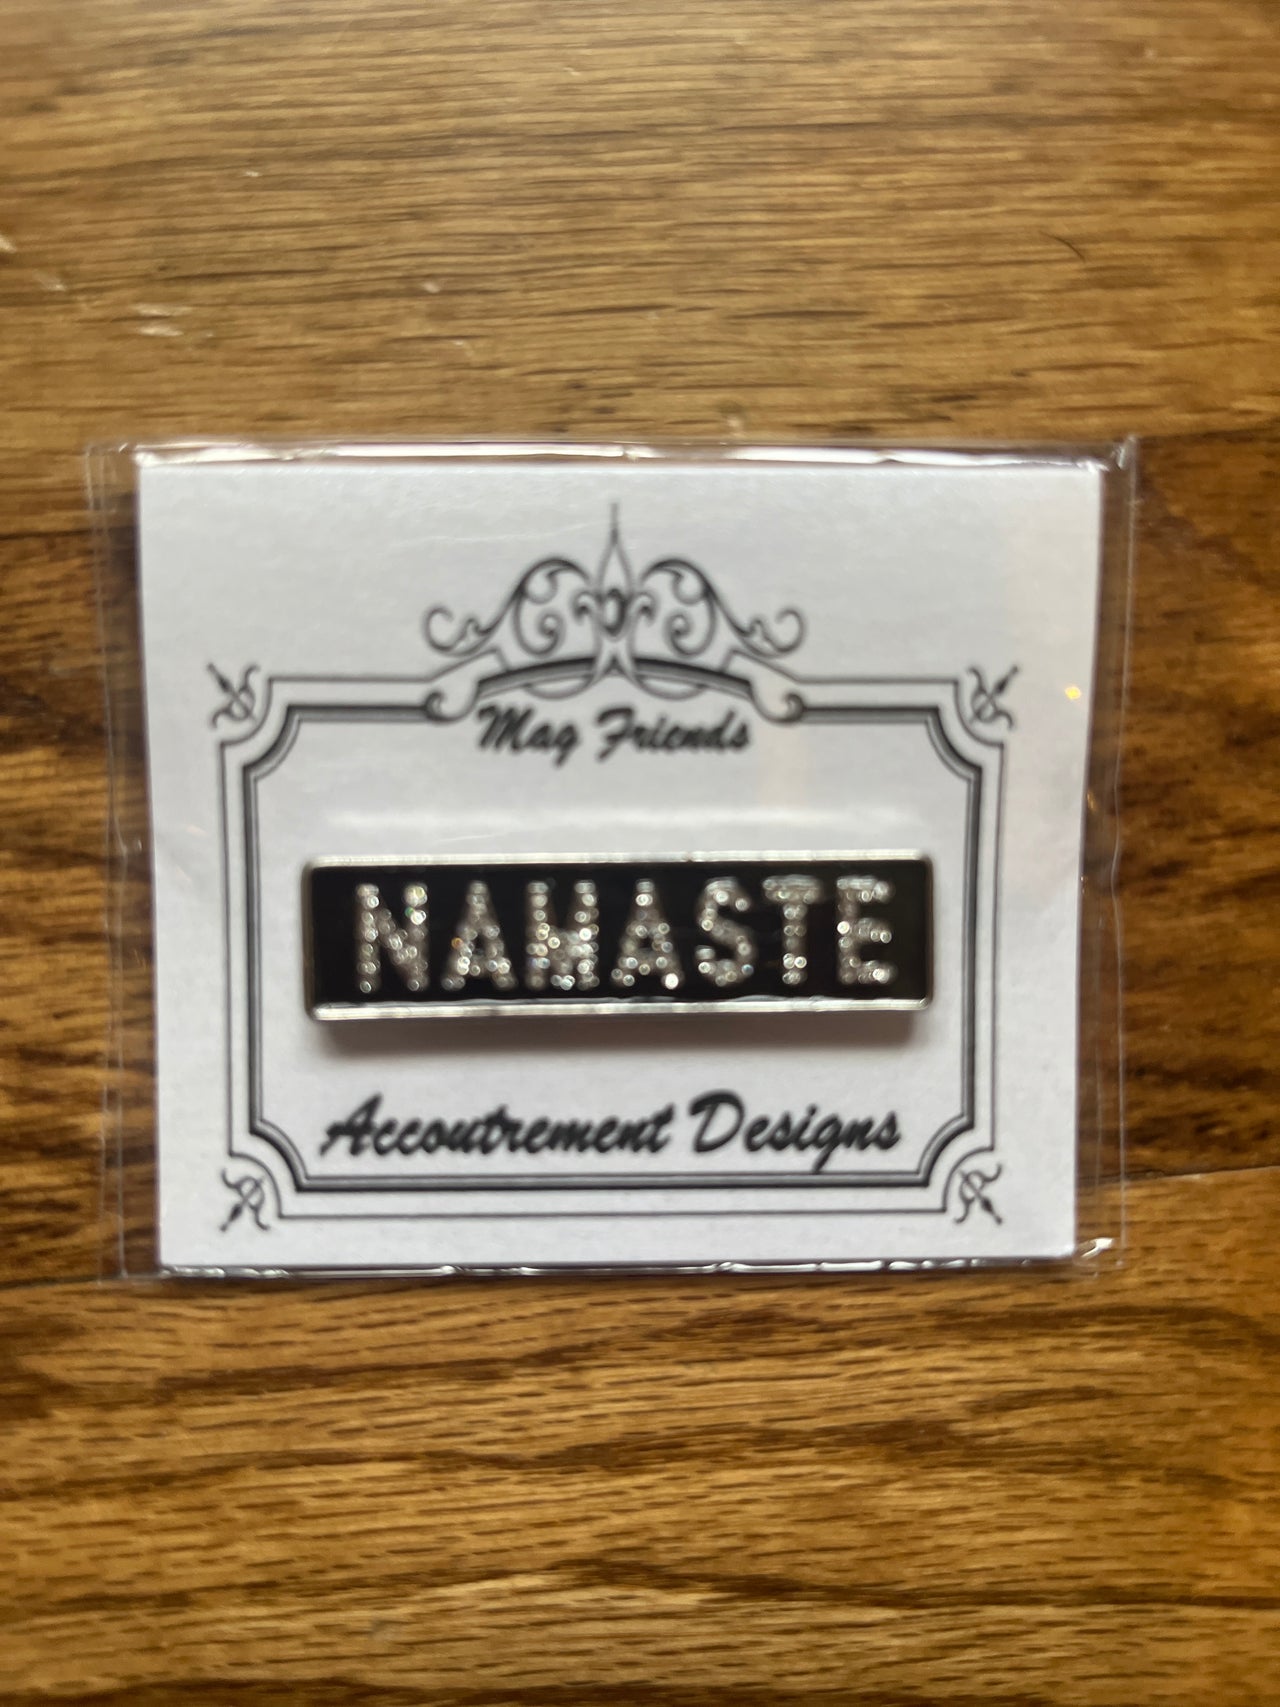 Mag Friends
NAMASTE
Accoutrement Designs